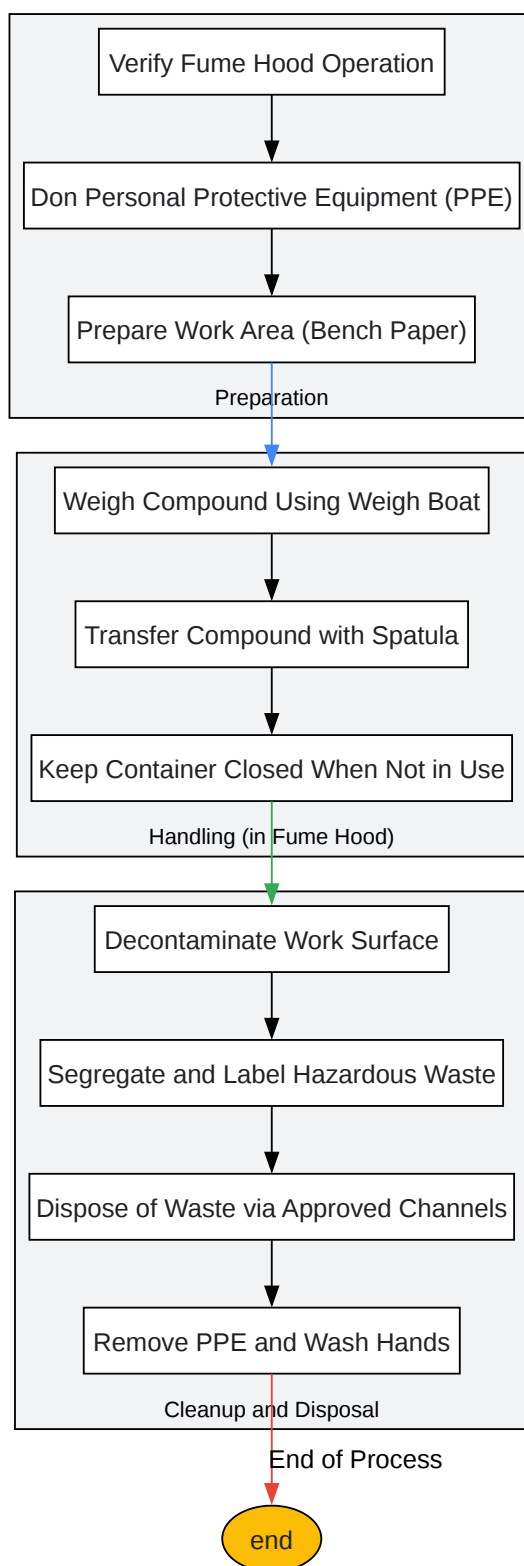 Verify Fume Hood Operation
Don Personal Protective Equipment (PPE)
Prepare Work Area (Bench Paper)
Preparation
Weigh Compound Using Weigh Boat
Transfer Compound with Spatula
Keep Container Closed When Not in Use
Handling (in Fume Hood)
Decontaminate Work Surface
Segregate and Label Hazardous Waste
Dispose of Waste via Approved Channels
Remove PPE and Wash Hands
Cleanup and Disposal
End of Process
end